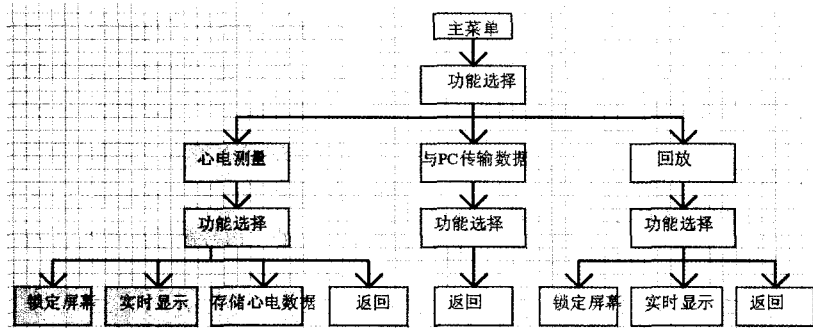 主菜单
功能选择
心电测量 与PC传输数据 回放
功能选择 功能选择 功能选择
锁定屏幕 实时显示 存储心电数据 返回 返回 锁定屏幕 实时显示 返回